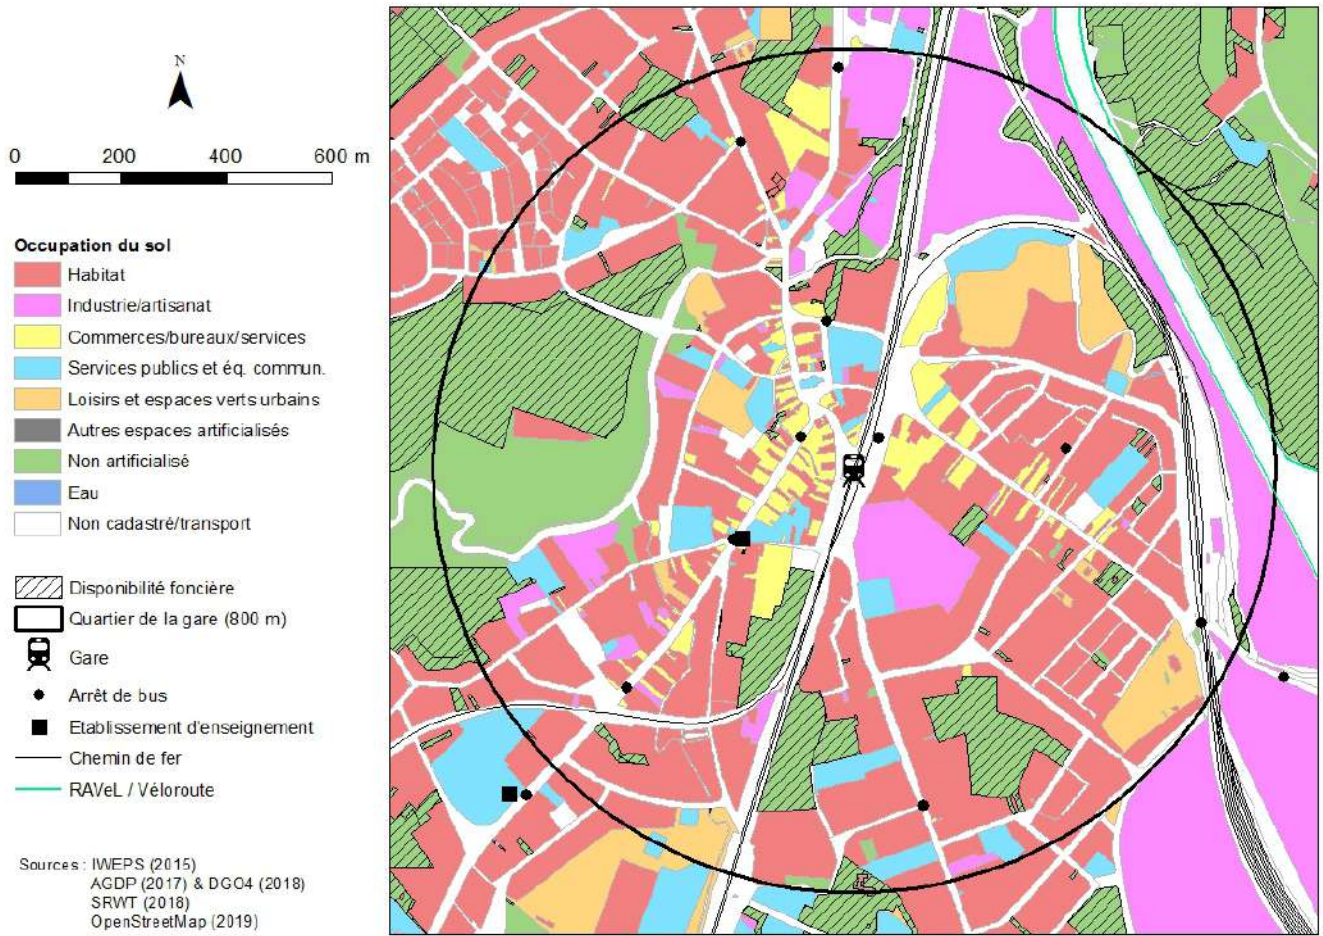 N
0 200 400 600 m
Occupation du sol
Habitat
Industrie/artisanat
Commerces/bureaux/services
Services publics et éq. commun.
Loisirs et espaces verts urbains
Autres espaces artificialisés
Non artificialisé
Eau
Non cadastré/transport
Disponibilité foncière
Quartier de la gare (800 m)
Gare
Arrêt de bus
Etablissement d'enseignement
Chemin de fer
RAVeL / Véloroute
Sources : IWEPS (2015)
AGDP (2017) & DGO4 (2018)
SRWT (2018)
OpenStreetMap (2019)